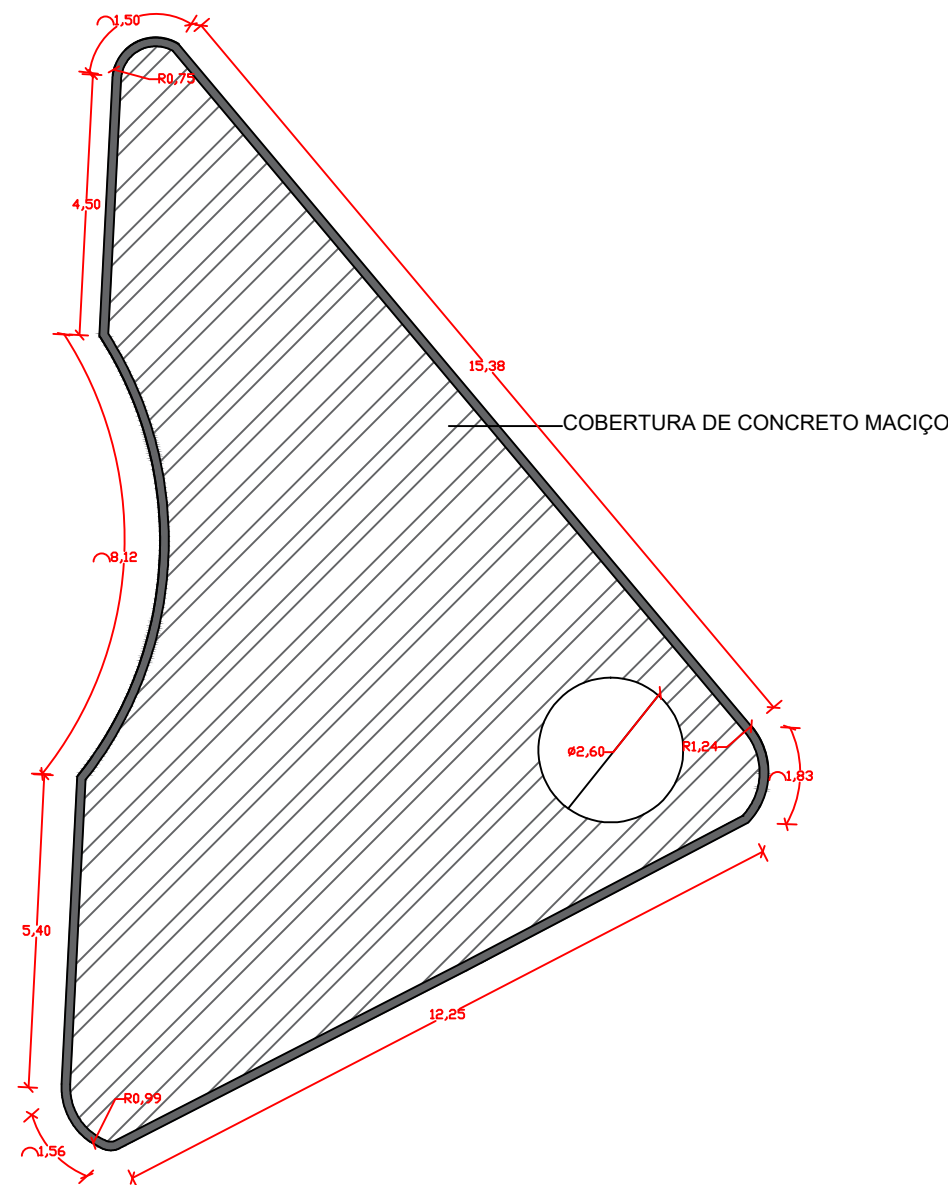 ⌒1,50
R0,75
4,50
15,38
COBERTURA DE CONCRETO MACIÇO
⌒8,12
R1,24
ø2,60
⌒1,83
5,40
12,25
R0,99
⌒1,56